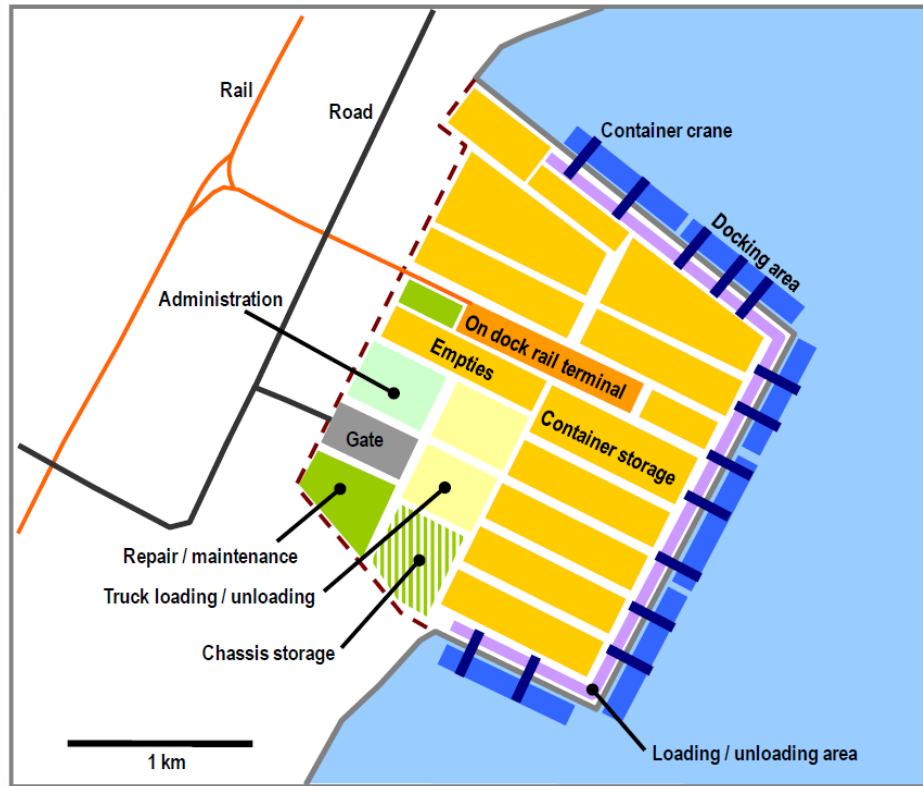 Rail
Road
Container crane
Docking area
Administration
On dock rail terminal
Empties
Container storage
Gate
Repair / maintenance
Truck loading / unloading
Chassis storage
Loading / unloading area
1 km